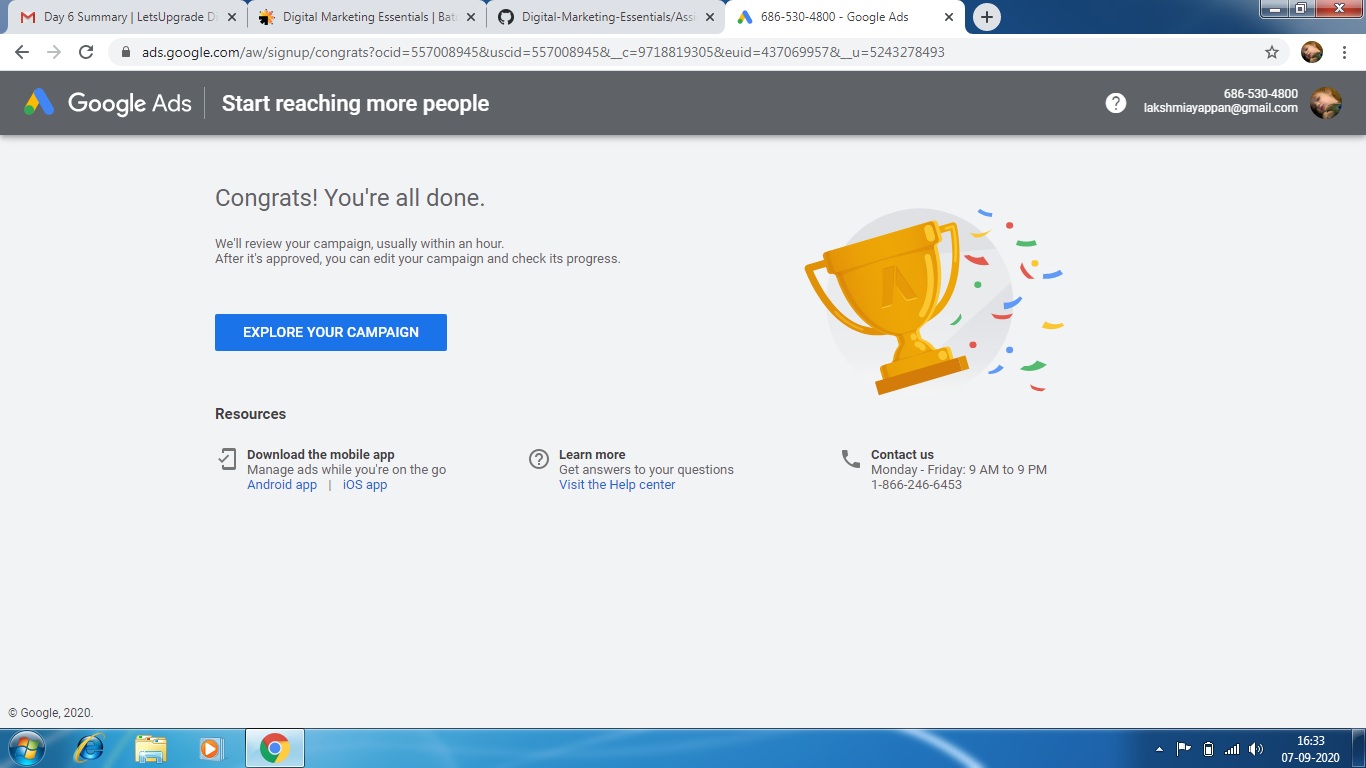 Day 6 Summary | LetsUpgrade Di
Digital Marketing Essentials | Bat
Digital-Marketing-Essentials/Assi
686-530-4800 - Google Ads
ads.google.com/aw/signup/congrats?ocid=557008945&uscid=557008945&__c=9718819305&euid=437069957&__u=5243278493
Google Ads
Start reaching more people
686-530-4800
lakshmiayappan@gmail.com
Congrats! You're all done.
We'll review your campaign, usually within an hour.
After it's approved, you can edit your campaign and check its progress.
EXPLORE YOUR CAMPAIGN
Resources
Download the mobile app
Manage ads while you're on the go
Android app | iOS app
Learn more
Get answers to your questions
Visit the Help center
Contact us
Monday - Friday: 9 AM to 9 PM
1-866-246-6453
© Google, 2020.
16:33
07-09-2020